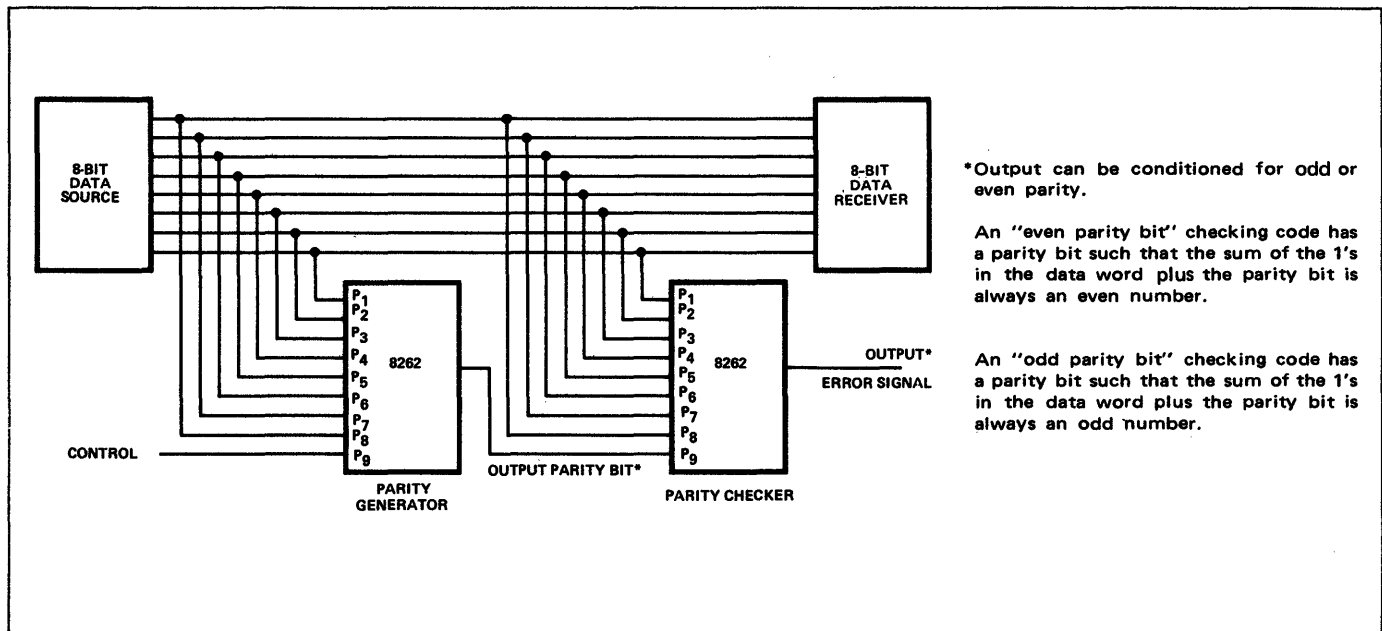 8-BIT
DATA
SOURCE
8-BIT
DATA
RECEIVER
*Output can be conditioned for odd or
even parity.
An "even parity bit" checking code has
a parity bit such that the sum of the 1's
in the data word plus the parity bit is
always an even number.
An "odd parity bit" checking code has
a parity bit such that the sum of the 1's
in the data word plus the parity bit is
always an odd number.
P1
P2
P3
P4
P5
P6
P7
P8
P9
8262
CONTROL
PARITY
GENERATOR
OUTPUT PARITY BIT*
P1
P2
P3
P4
P5
P6
P7
P8
P9
8262
PARITY CHECKER
OUTPUT*
ERROR SIGNAL